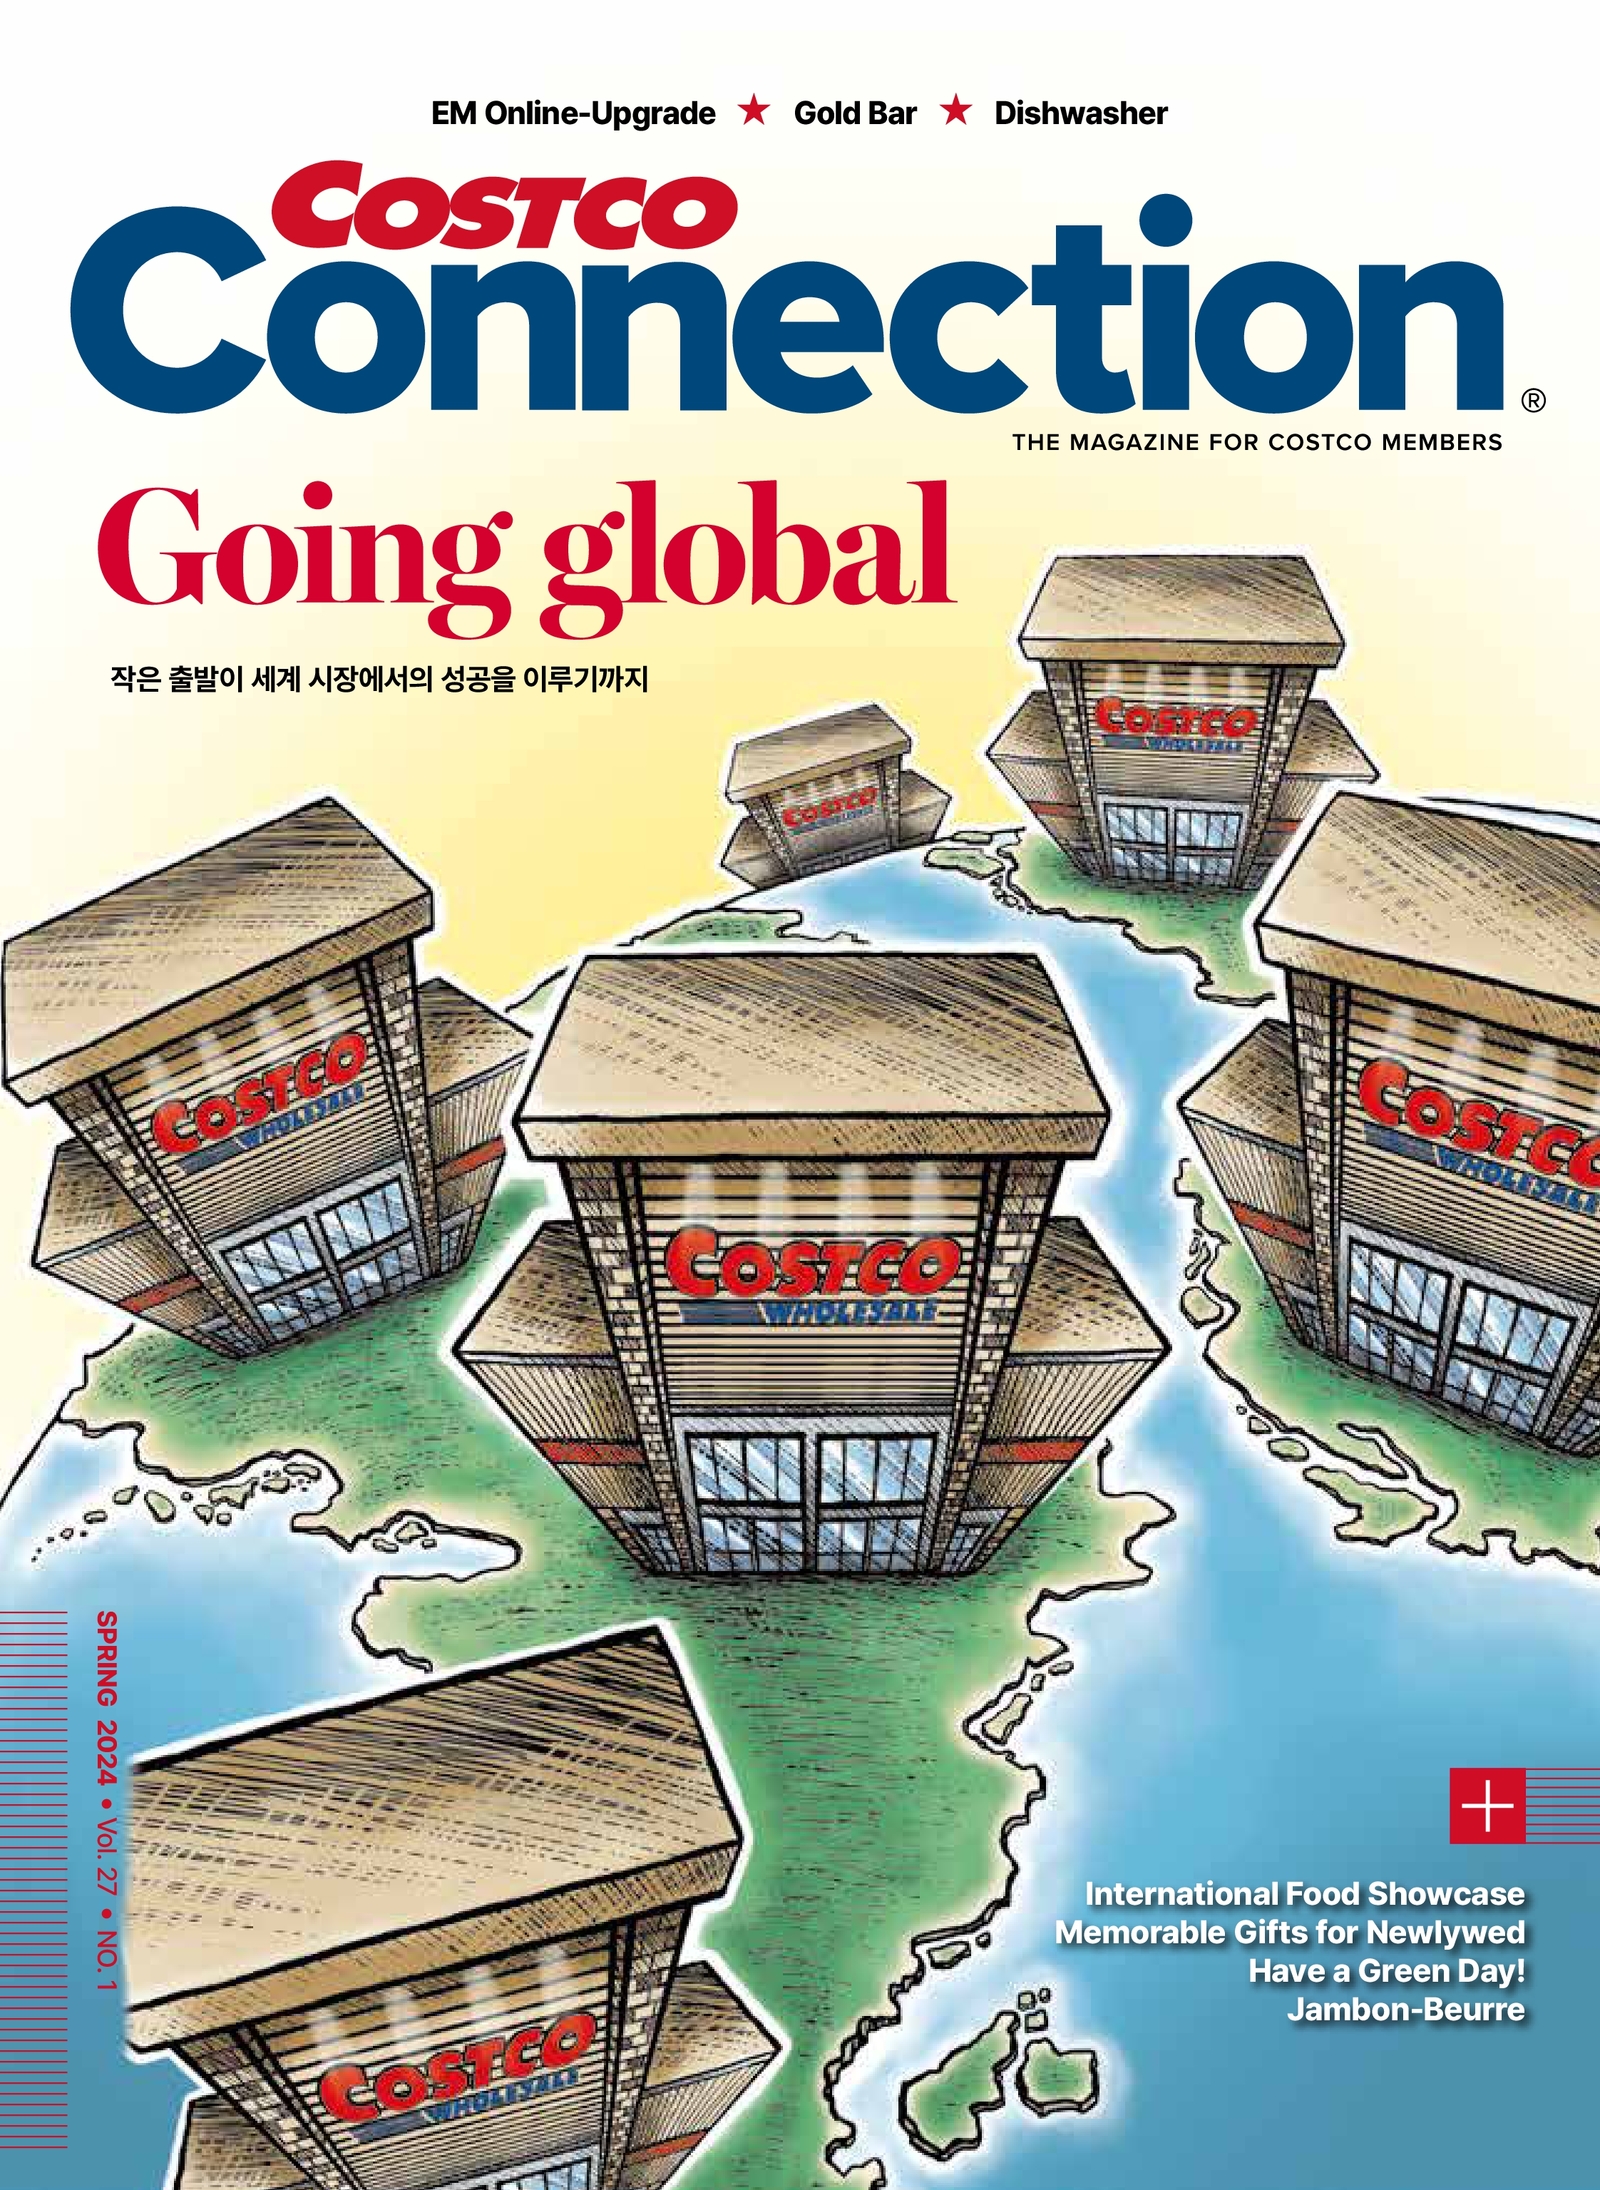 EM Online-Upgrade ★ Gold Bar ★ Dishwasher
COSTCO
Connection®
THE MAGAZINE FOR COSTCO MEMBERS
Going global
작은 출발이 세계 시장에서의 성공을 이루기까지
COSTCO
WHOLESALE
COSTCO
WHOLESALE
COSTCO
WHOLESALE
COSTCO
WHOLESALE
COSTCO
WHOLESALE
COSTCO
WHOLESALE
SPRING 2024 • Vol. 27 • NO. 1
International Food Showcase
Memorable Gifts for Newlywed
Have a Green Day!
Jambon-Beurre